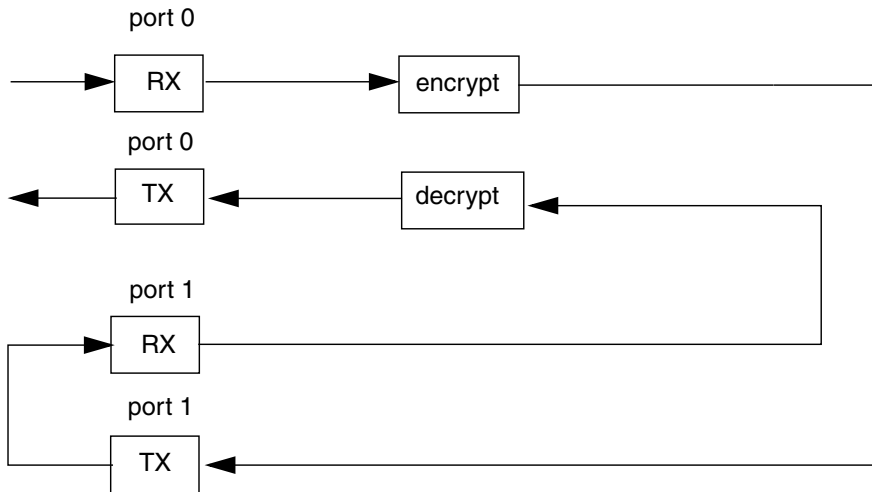 port 0
RX
encrypt
port 0
TX
decrypt
port 1
RX
port 1
TX